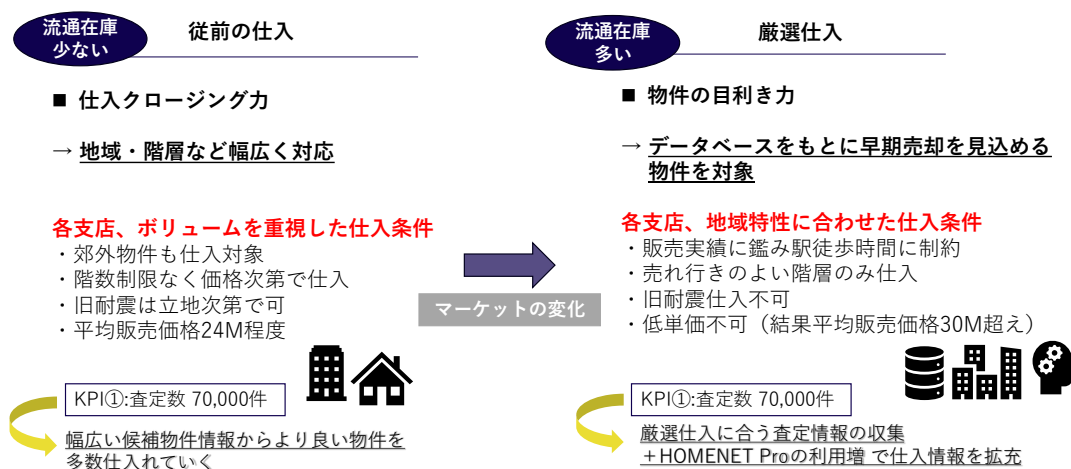 流通在庫
少ない
従前の仕入
■ 仕入クロージング力
→ 地域・階層など幅広く対応
各支店、ボリュームを重視した仕入条件
・郊外物件も仕入対象
・階数制限なく価格次第で仕入
・旧耐震は立地次第で可
・平均販売価格24M程度
KPI①:査定数 70,000件
幅広い候補物件情報からより良い物件を
多数仕入れていく
マーケットの変化
流通在庫
多い
厳選仕入
■ 物件の目利き力
→ データベースをもとに早期売却を見込める
物件を対象
各支店、地域特性に合わせた仕入条件
・販売実績に鑑み駅徒歩時間に制約
・売れ行きのよい階層のみ仕入
・旧耐震仕入不可
・低単価不可（結果平均販売価格30M超え）
KPI①:査定数 70,000件
厳選仕入に合う査定情報の収集
＋HOMENET Proの利用増 で仕入情報を拡充